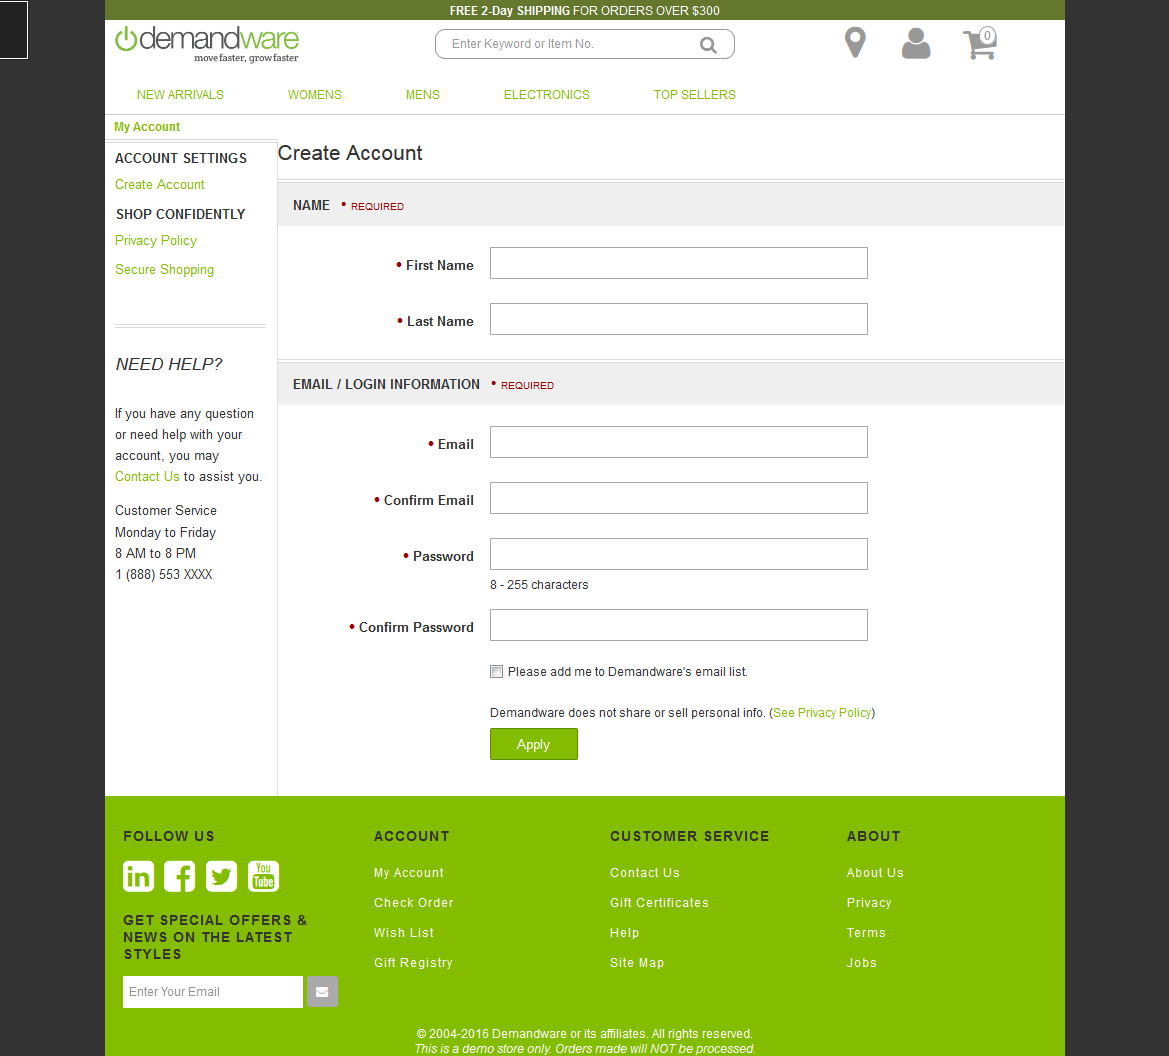 FREE 2-Day SHIPPING FOR ORDERS OVER $300
demandware
move faster, grow faster
Enter Keyword or Item No.
0
NEW ARRIVALS
WOMENS
MENS
ELECTRONICS
TOP SELLERS
My Account
ACCOUNT SETTINGS
Create Account
SHOP CONFIDENTLY
Privacy Policy
Secure Shopping
NEED HELP?
If you have any question
or need help with your
account, you may
Contact Us to assist you.
Customer Service
Monday to Friday
8 AM to 8 PM
1 (888) 553 XXXX
Create Account
NAME • REQUIRED
• First Name
• Last Name
EMAIL / LOGIN INFORMATION • REQUIRED
• Email
• Confirm Email
• Password
8 - 255 characters
• Confirm Password
Please add me to Demandware's email list.
Demandware does not share or sell personal info. (See Privacy Policy)
Apply
FOLLOW US
in
f
You
Tube
GET SPECIAL OFFERS &
NEWS ON THE LATEST
STYLES
Enter Your Email
ACCOUNT
My Account
Check Order
Wish List
Gift Registry
CUSTOMER SERVICE
Contact Us
Gift Certificates
Help
Site Map
ABOUT
About Us
Privacy
Terms
Jobs
© 2004-2016 Demandware or its affiliates. All rights reserved.
This is a demo store only. Orders made will NOT be processed.